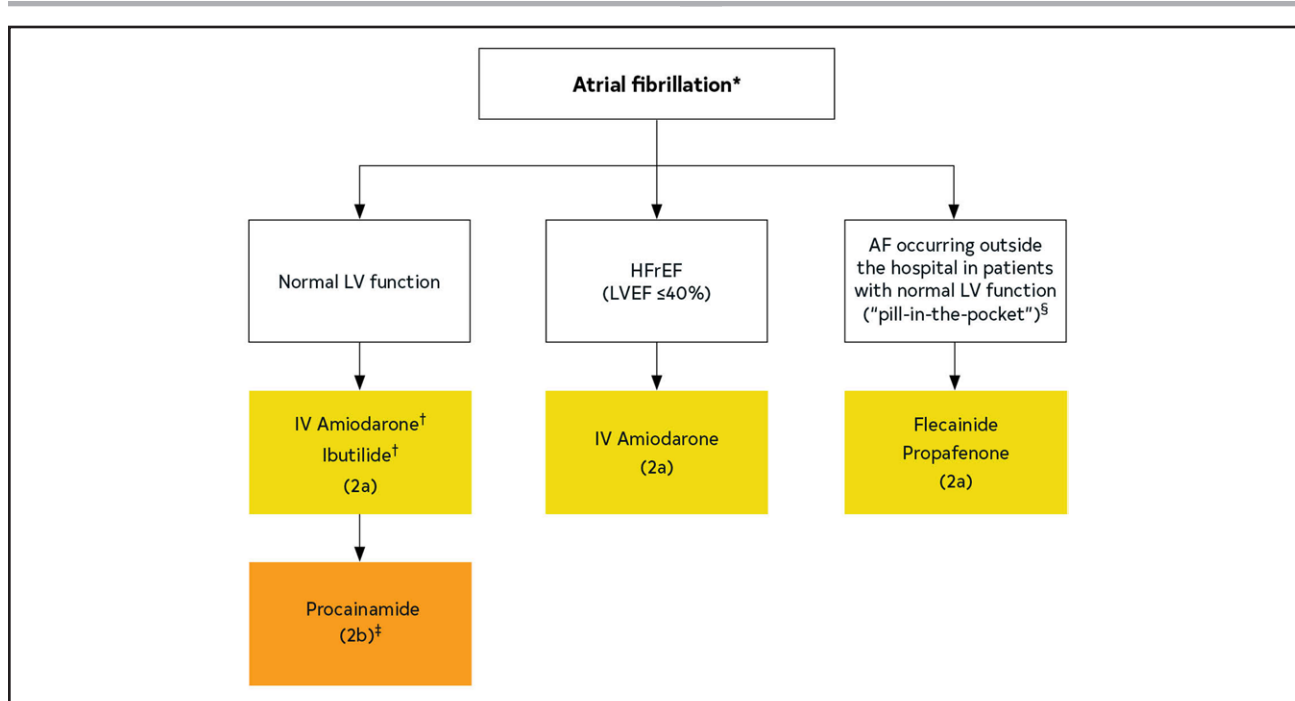 Atrial fibrillation*
Normal LV function
HFrEF
(LVEF ≤40%)
AF occurring outside
the hospital in patients
with normal LV function
("pill-in-the-pocket")§
IV Amiodarone†
Ibutilide†
(2a)
IV Amiodarone
(2a)
Flecainide
Propafenone
(2a)
Procainamide
(2b)‡